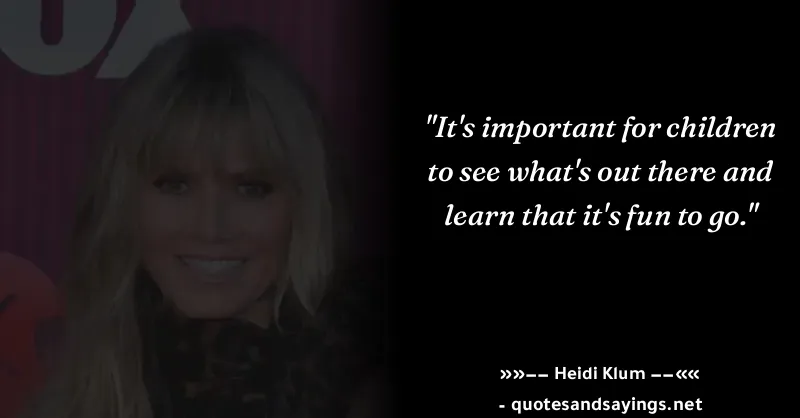 "It's important for children
to see what's out there and
learn that it's fun to go."
»»−− Heidi Klum −−««
- quotesandsayings.net